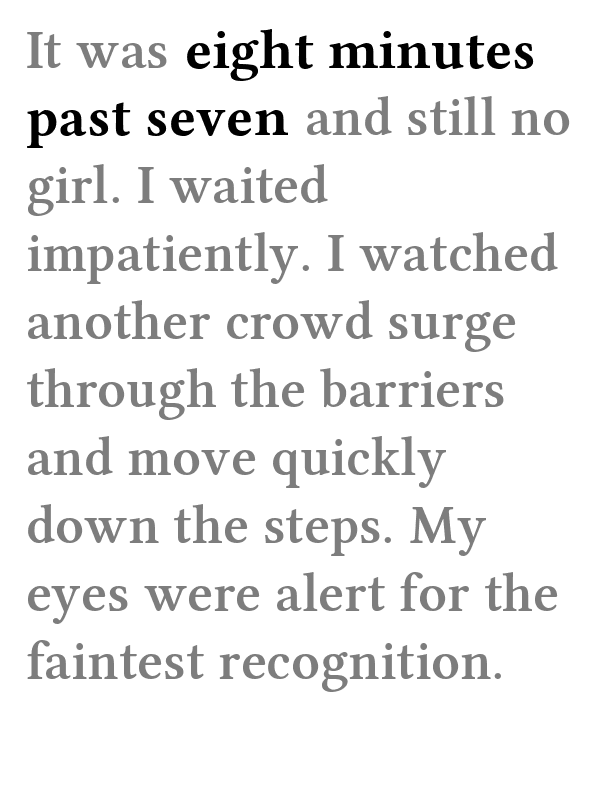 It was eight minutes
past seven and still no
girl. I waited
impatiently. I watched
another crowd surge
through the barriers
and move quickly
down the steps. My
eyes were alert for the
faintest recognition.